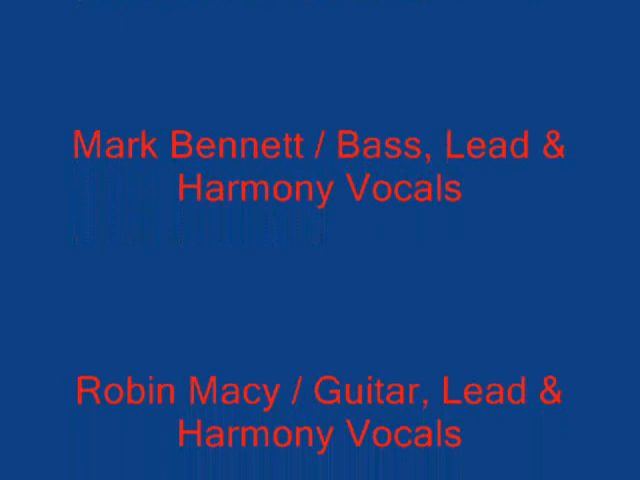 Mark Bennett / Bass, Lead &
Harmony Vocals
Robin Macy / Guitar, Lead &
Harmony Vocals